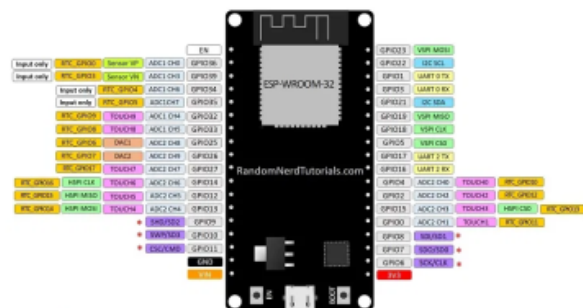 EN
GPIO23 VSPI MOSI
Input only RTC_GPIO0 Sensor VP ADC1 CH0 GPIO36
GPIO22 I2C SCL
Input only RTC_GPIO3 Sensor VN ADC1 CH3 GPIO39
GPIO1 UART 0 TX
Input only RTC_GPIO4 ADC1 CH6 GPIO34
GPIO3 UART 0 RX
Input only RTC_GPIO5 ADC1CH7 GPIO35
GPIO21 I2C SDA
RTC_GPIO9 TOUCH9 ADC1 CH4 GPIO32
GPIO19 VSPI MISO
RTC_GPIO8 TOUCH8 ADC1 CH5 GPIO33
GPIO18 VSPI CLK
RTC_GPIO6 DAC1 ADC2 CH8 GPIO25
GPIO5 VSPI CS0
RTC_GPIO7 DAC2 ADC2 CH9 GPIO26
GPIO17 UART 2 TX
RTC_GPIO17 TOUCH7 ADC2 CH7 GPIO27
GPIO16 UART 2 RX
RTC_GPIO16 HSPI CLK TOUCH6 ADC2 CH6 GPIO14
GPIO4 ADC2 CH0 TOUCH0 RTC_GPIO10
RTC_GPIO15 HSPI MISO TOUCH5 ADC2 CH5 GPIO12
GPIO2 ADC2 CH2 TOUCH2 RTC_GPIO12
RTC_GPIO14 HSPI MOSI TOUCH4 ADC2 CH4 GPIO13
GPIO15 ADC2 CH3 TOUCH3 HSPI CS0 RTC_GPIO13
* SHD/SD2 GPIO9
GPIO0 ADC2 CH1 TOUCH1 RTC_GPIO11
* SWP/SD3 GPIO10
GPIO8 SDI/SD1 *
* CSC/CMD GPIO11
GPIO7 SDO/SD0 *
GND
GPIO6 SCK/CLK *
VIN
3V3
ESP-WROOM-32
RandomNerdTutorials.com
EN
BOOT